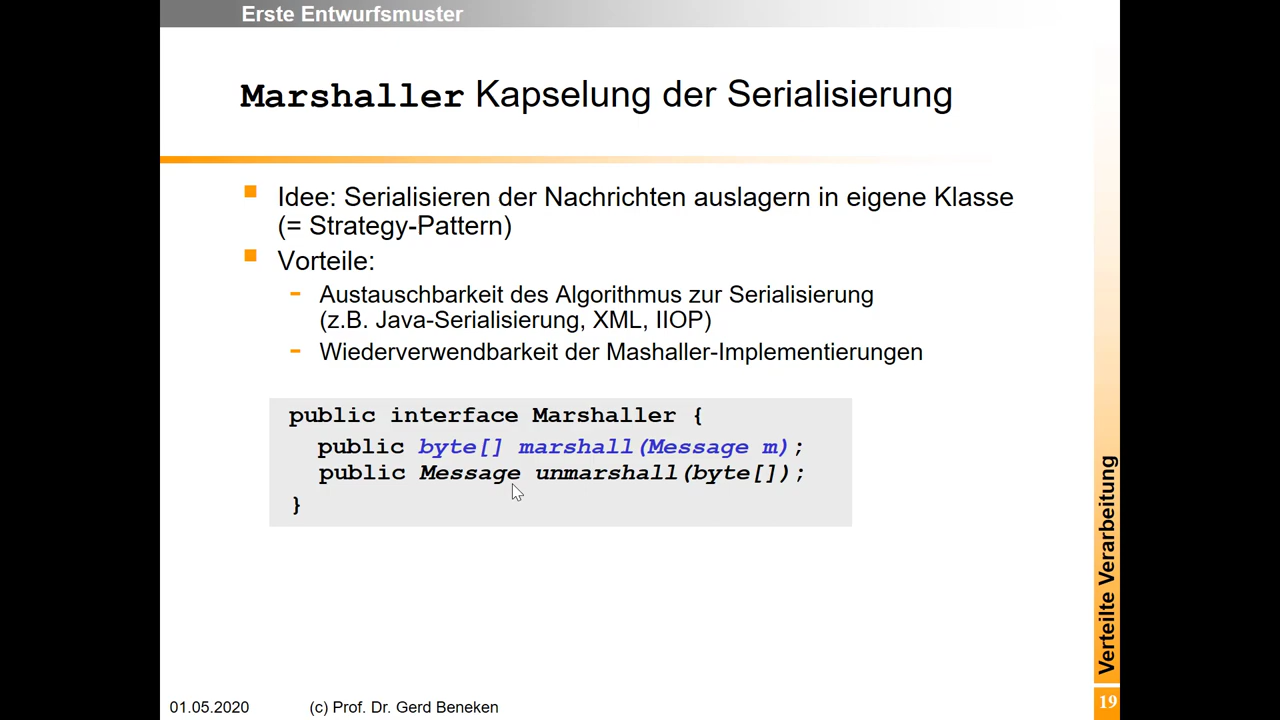 Erste Entwurfsmuster
Marshaller Kapselung der Serialisierung
Idee: Serialisieren der Nachrichten auslagern in eigene Klasse
(= Strategy-Pattern)
Vorteile:
Austauschbarkeit des Algorithmus zur Serialisierung
(z.B. Java-Serialisierung, XML, IIOP)
Wiederverwendbarkeit der Mashaller-Implementierungen
public interface Marshaller {
public byte[] marshall(Message m);
public Message unmarshall(byte[]);
}
Verteilte Verarbeitung
01.05.2020
(c) Prof. Dr. Gerd Beneken
19